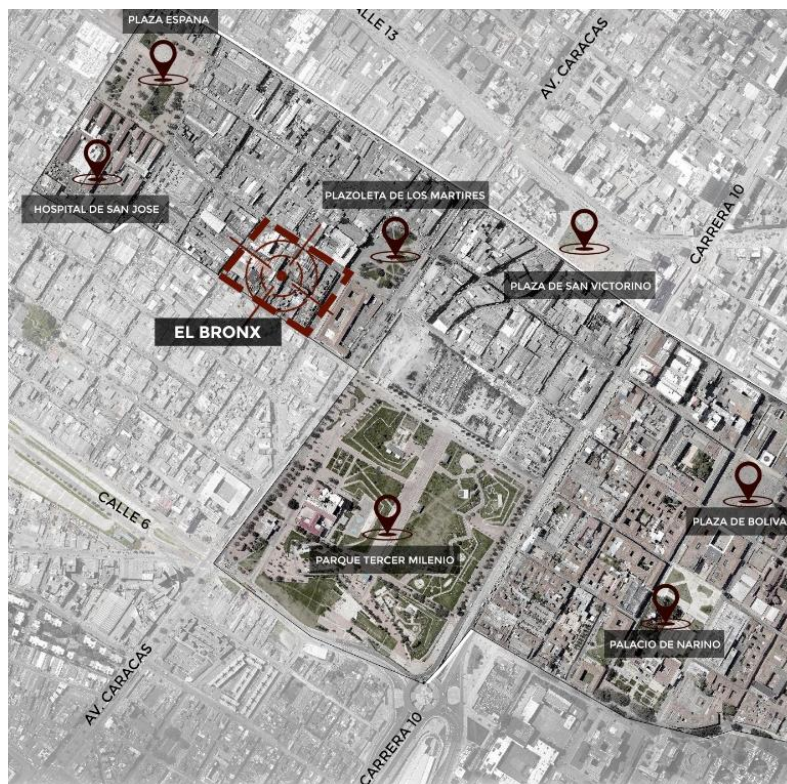 PLAZA ESPANA
CALLE 13
AV. CARACAS
HOSPITAL DE SAN JOSE
PLAZOLETA DE LOS MARTIRES
CARRERA 10
PLAZA DE SAN VICTORINO
EL BRONX
CALLE 6
PLAZA DE BOLIVA
PARQUE TERCER MILENIO
PALACIO DE NARINO
AV. CARACAS
CARRERA 10